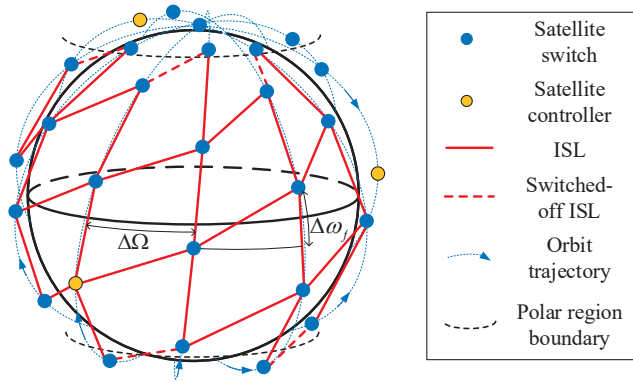 Satellite
switch
Satellite
controller
ISL
Switched-
off ISL
Orbit
trajectory
Polar region
boundary
ΔΩ
Δω_f